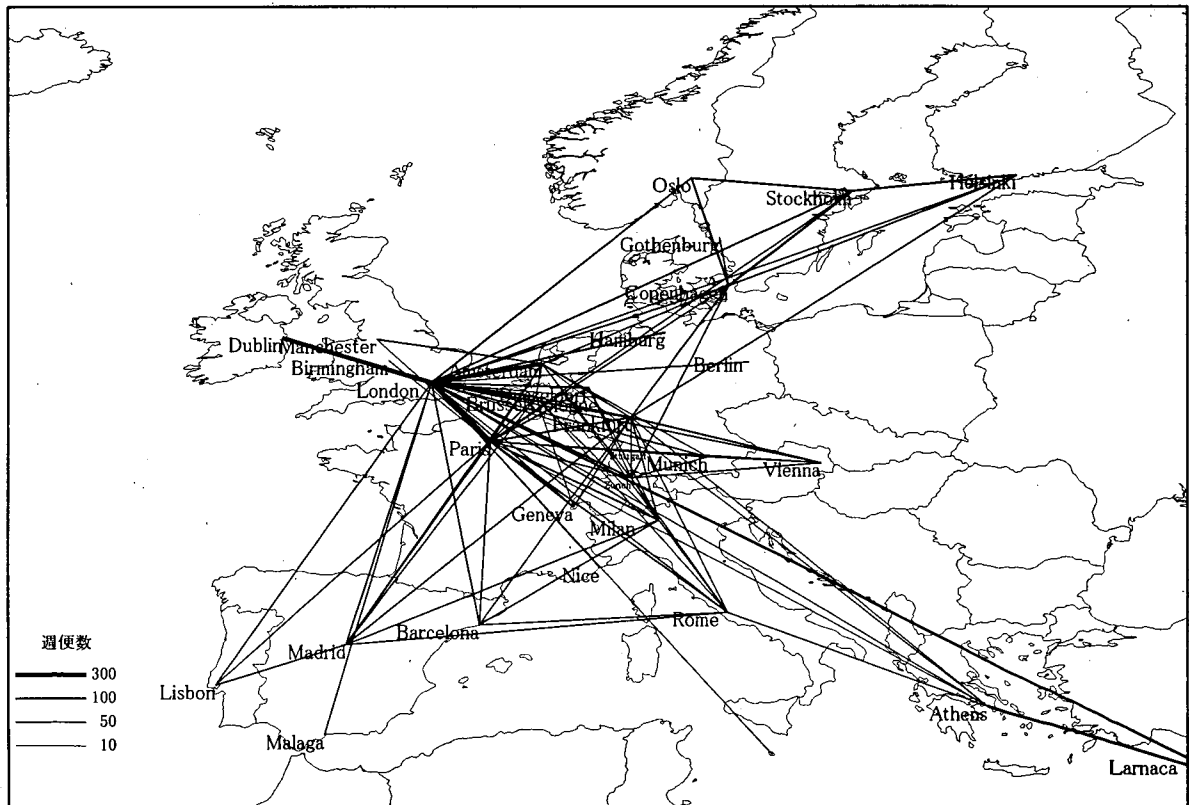 Oslo
Stockholm
Helsinki
Gothenburg
Copenhagen
Dublin
Manchester
Hamburg
Birmingham
Berlin
London
Amsterdam
Brussels
Frankfurt
Paris
Munich
Vienna
Zurich
Geneva
Milan
Nice
Rome
Barcelona
週便数
Madrid
300
Lisbon
100
50
Athens
10
Malaga
Larnaca